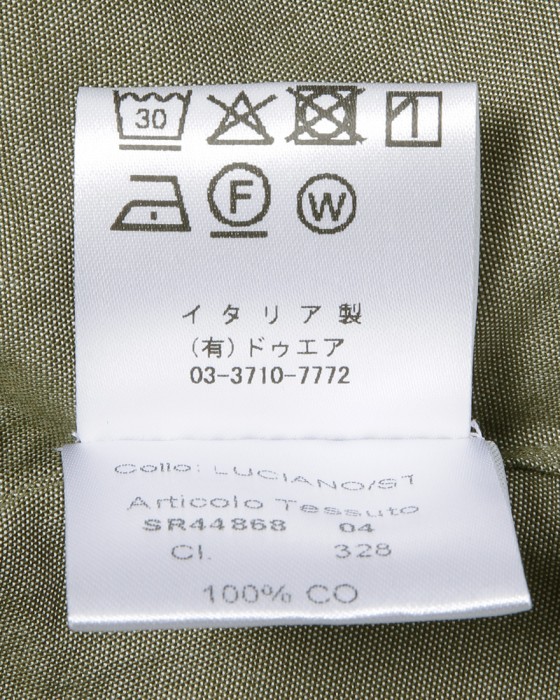 30
F W
イタリア製
(有)ドゥエア
03-3710-7772
Collo: LUCIANO/ST
Articolo Tessuto
SR44868 04
Cl. 328
100% CO